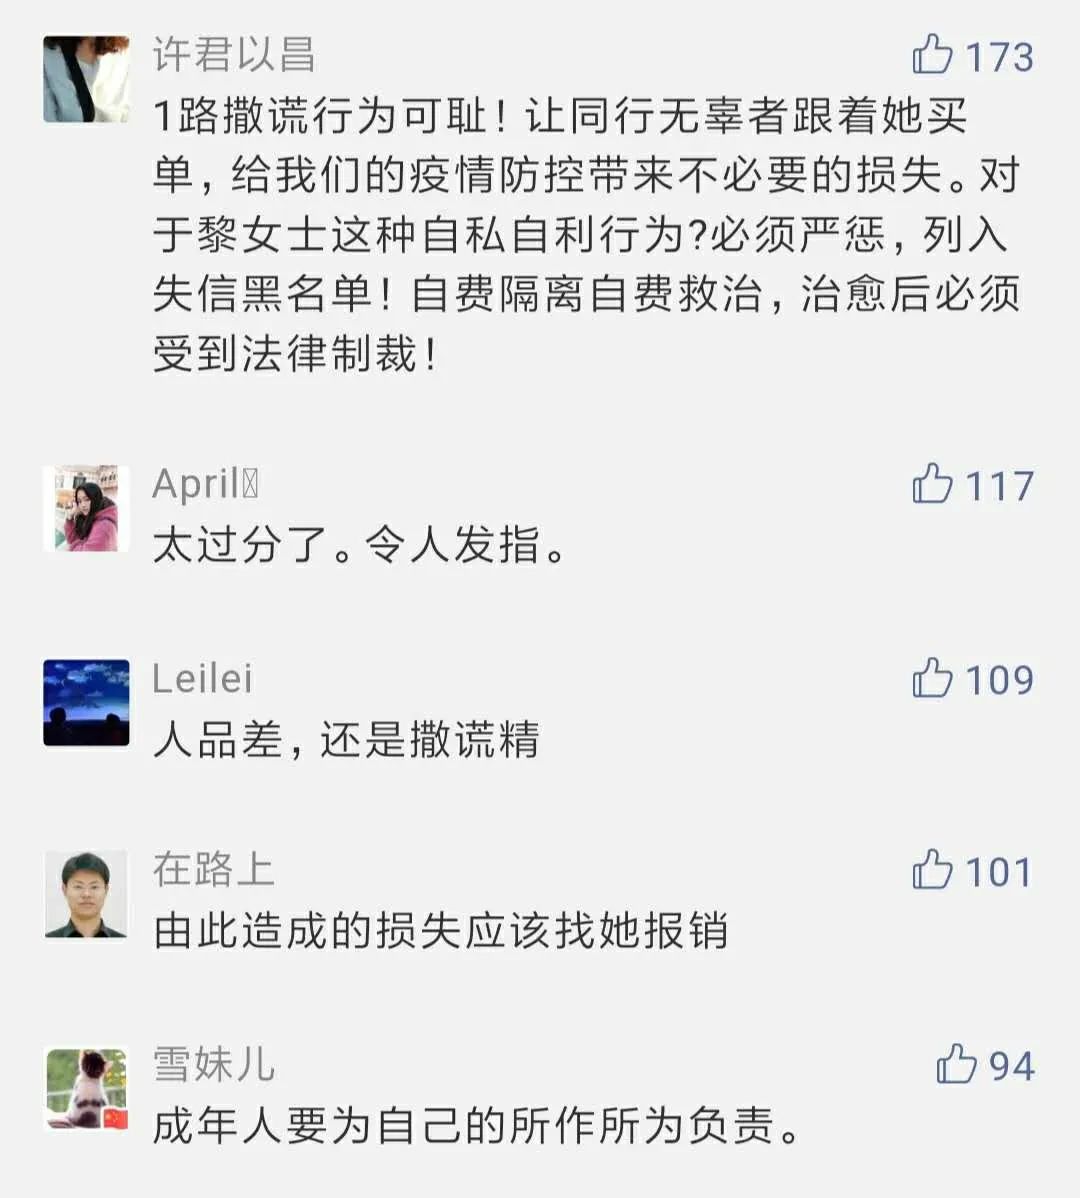 许君以昌
173
1路撒谎行为可耻！让同行无辜者跟着她买
单，给我们的疫情防控带来不必要的损失。对
于黎女士这种自私自利行为?必须严惩，列入
失信黑名单！自费隔离自费救治，治愈后必须
受到法律制裁！
April
117
太过分了。令人发指。
Leilei
109
人品差，还是撒谎精
在路上
101
由此造成的损失应该找她报销
雪妹儿
94
成年人要为自己的所作所为负责。